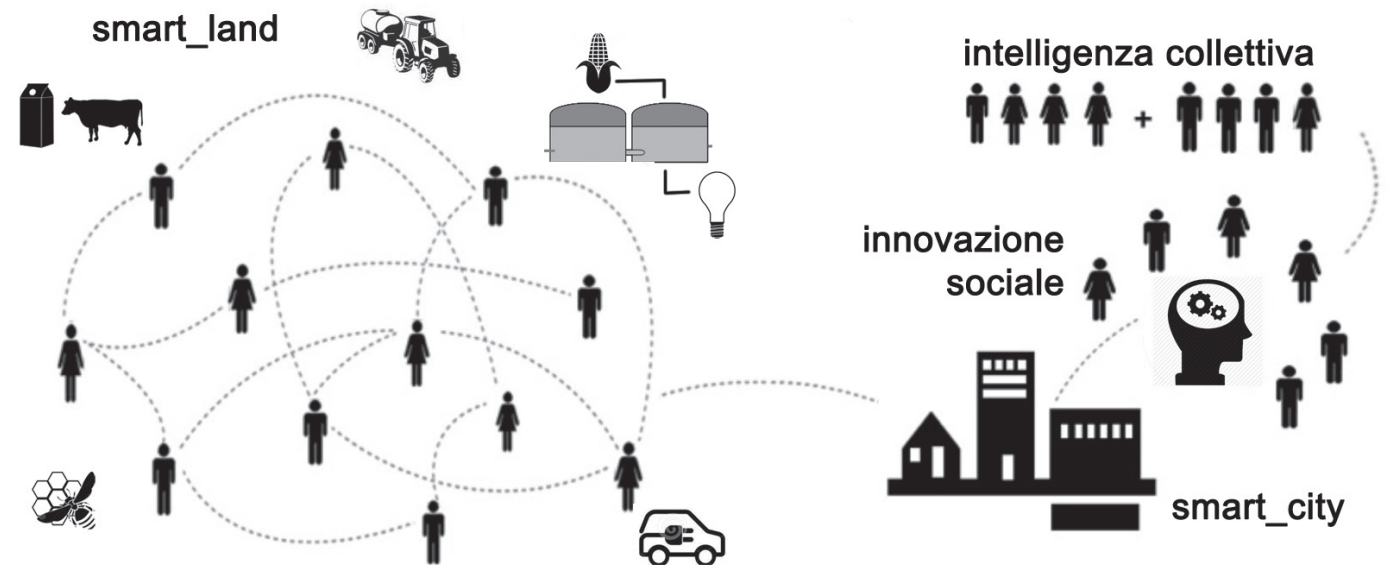 smart_land
intelligenza collettiva
+
innovazione
sociale
smart_city